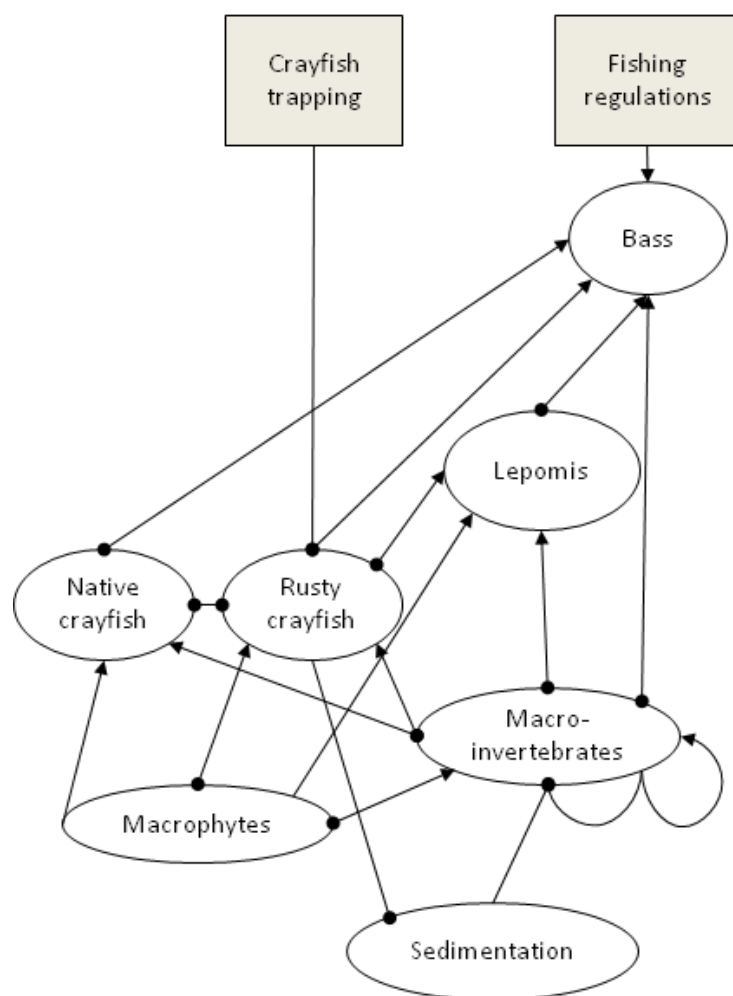 Crayfish
trapping
Fishing
regulations
Bass
Lepomis
Native
crayfish
Rusty
crayfish
Macro-
invertebrates
Macrophytes
Sedimentation